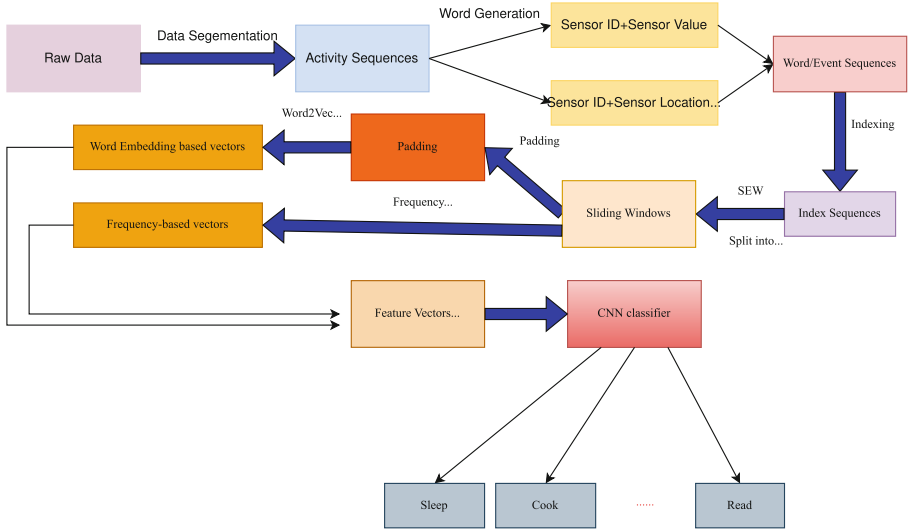 Word Generation
Sensor ID+Sensor Value
Data Segementation
Raw Data
Activity Sequences
Word/Event Sequences
Sensor ID+Sensor Location...
Indexing
Word2Vec...
Padding
Padding
Word Embedding based vectors
SEW
Frequency...
Sliding Windows
Index Sequences
Frequency-based vectors
Split into...
Feature Vectors...
CNN classifier
Sleep
Cook
......
Read